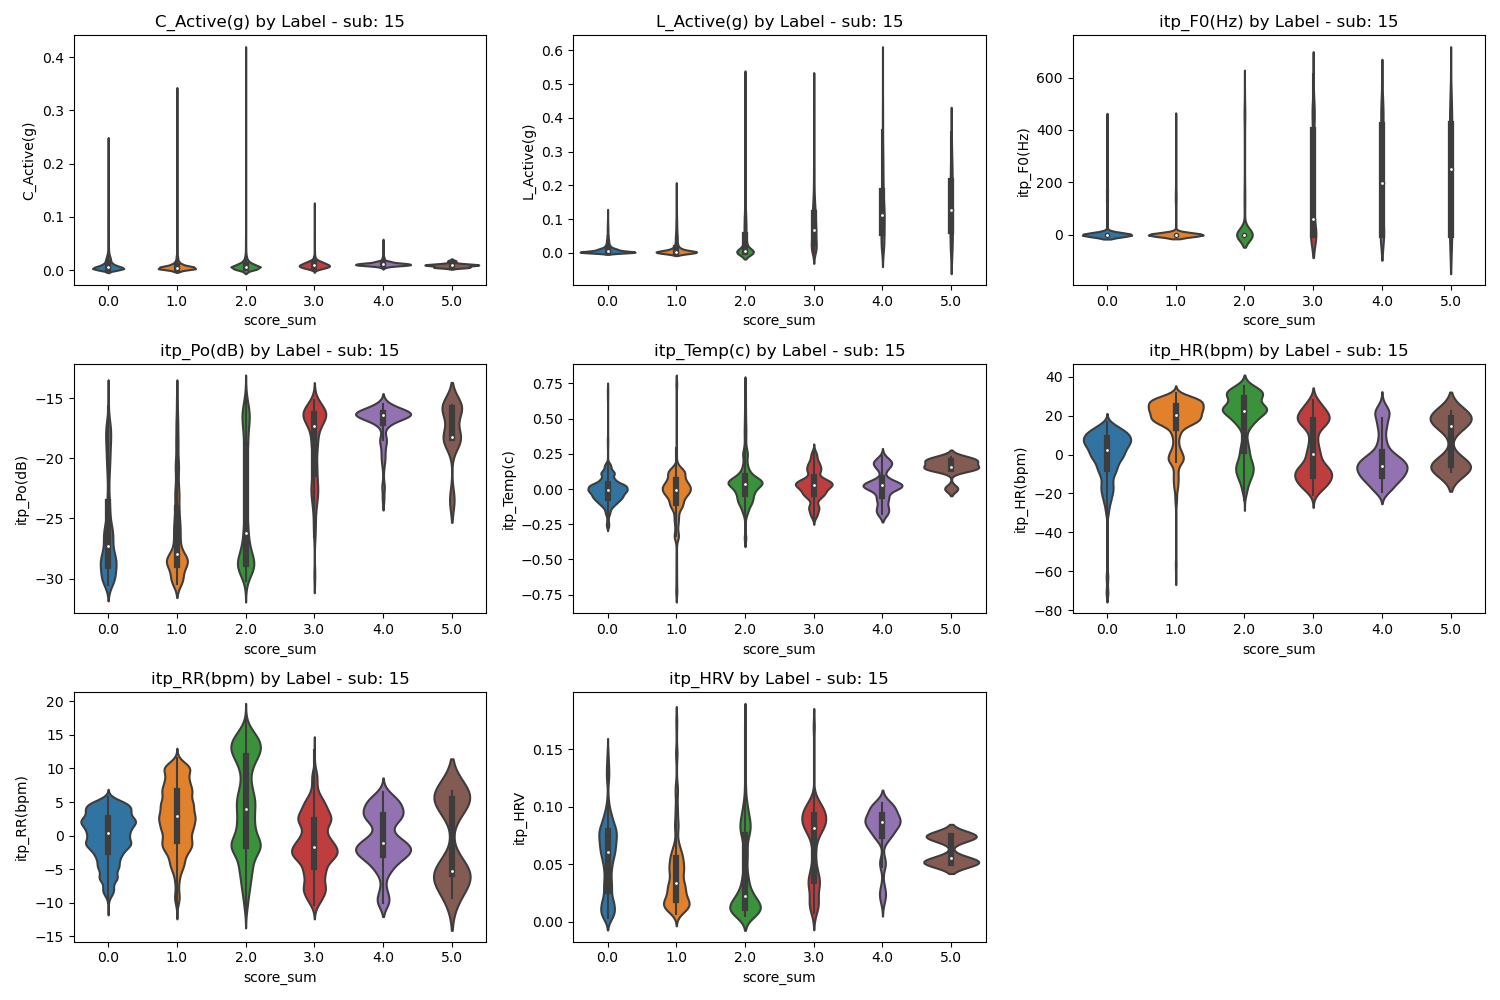 C_Active(g) by Label - sub: 15
C_Active(g)
0.4
0.3
0.2
0.1
0.0
0.0 1.0 2.0 3.0 4.0 5.0
score_sum
L_Active(g) by Label - sub: 15
L_Active(g)
0.6
0.5
0.4
0.3
0.2
0.1
0.0
0.0 1.0 2.0 3.0 4.0 5.0
score_sum
itp_F0(Hz) by Label - sub: 15
itp_F0(Hz)
600
400
200
0
0.0 1.0 2.0 3.0 4.0 5.0
score_sum
itp_Po(dB) by Label - sub: 15
itp_Po(dB)
−15
−20
−25
−30
0.0 1.0 2.0 3.0 4.0 5.0
score_sum
itp_Temp(c) by Label - sub: 15
itp_Temp(c)
0.75
0.50
0.25
0.00
−0.25
−0.50
−0.75
0.0 1.0 2.0 3.0 4.0 5.0
score_sum
itp_HR(bpm) by Label - sub: 15
itp_HR(bpm)
40
20
0
−20
−40
−60
−80
0.0 1.0 2.0 3.0 4.0 5.0
score_sum
itp_RR(bpm) by Label - sub: 15
itp_RR(bpm)
20
15
10
5
0
−5
−10
−15
0.0 1.0 2.0 3.0 4.0 5.0
score_sum
itp_HRV by Label - sub: 15
itp_HRV
0.15
0.10
0.05
0.00
0.0 1.0 2.0 3.0 4.0 5.0
score_sum